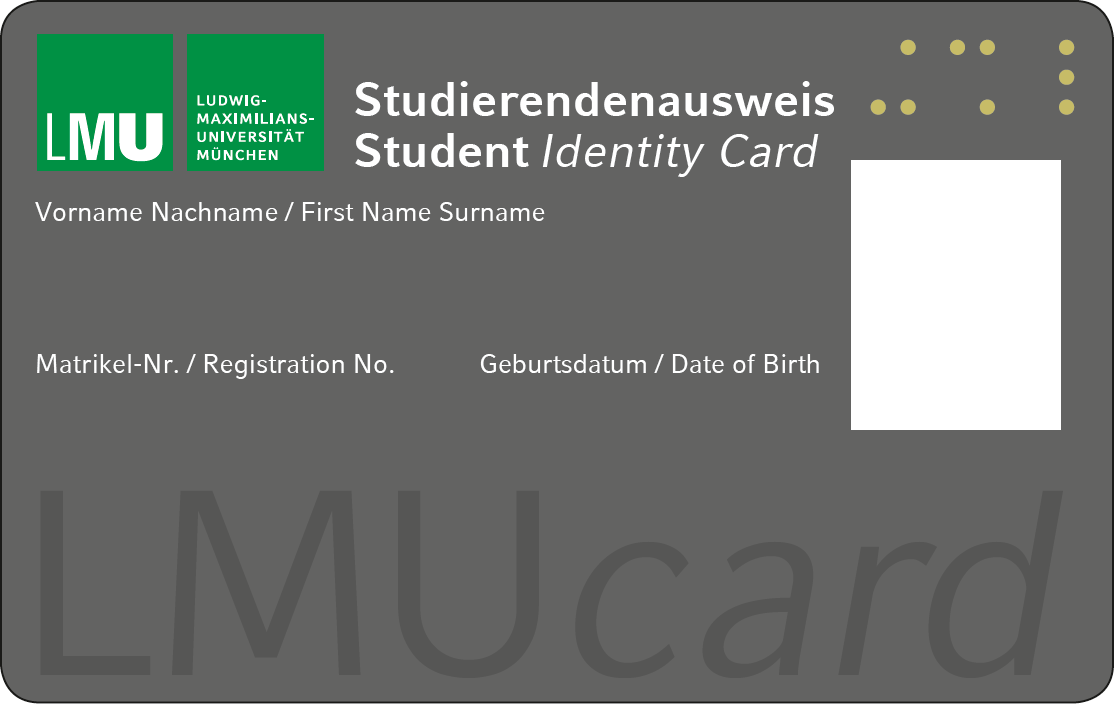 LMU
LUDWIG-
MAXIMILIANS-
UNIVERSITÄT
MÜNCHEN
Studierendenausweis
Student Identity Card
Vorname Nachname / First Name Surname
Matrikel-Nr. / Registration No.
Geburtsdatum / Date of Birth
LMUcard